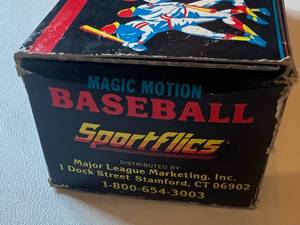 MAGIC MOTION
BASEBALL
Sportflics
DISTRIBUTED BY
Major League Marketing, Inc.
1 Dock Street Stamford, CT 06902
1-800-654-3003